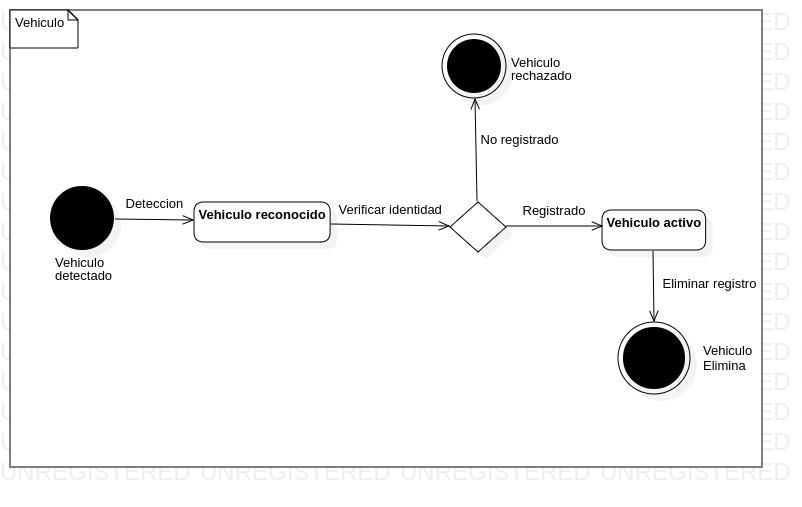 Vehiculo
Vehiculo
rechazado
No registrado
Deteccion
Vehiculo reconocido
Verificar identidad
Registrado
Vehiculo activo
Vehiculo
detectado
Eliminar registro
Vehiculo
Elimina
UNREGISTERED UNREGISTERED UNREGISTERED UNREGISTERED